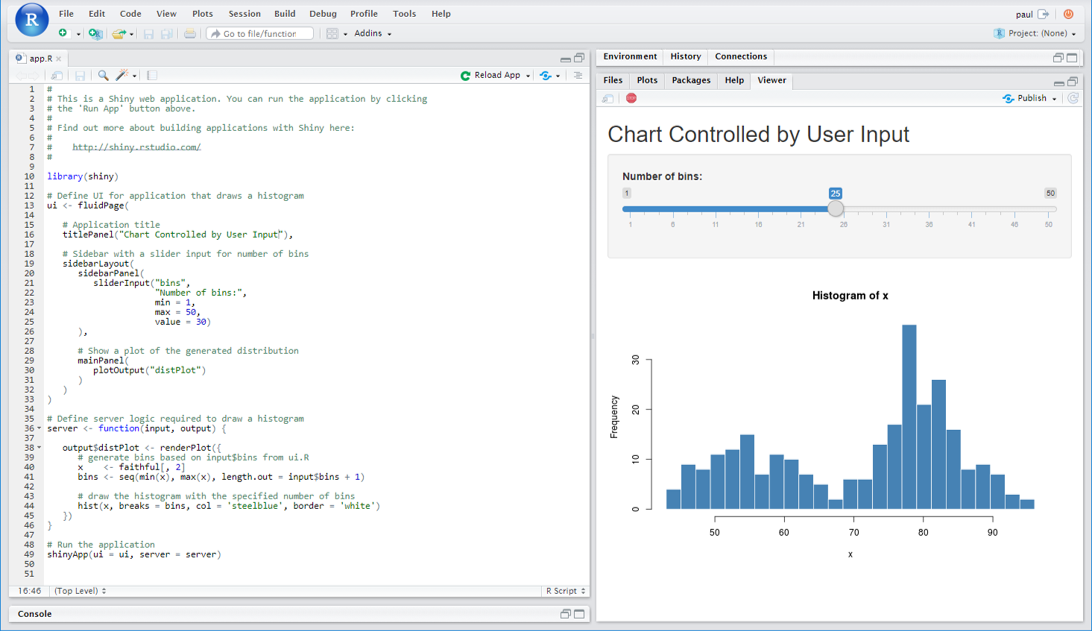 R File Edit Code View Plots Session Build Debug Profile Tools Help paul
Go to file/function Addins Project: (None)
app.R
Reload App
1 #
2 # This is a Shiny web application. You can run the application by clicking
3 # the 'Run App' button above.
4 #
5 # Find out more about building applications with Shiny here:
6 #
7 #    http://shiny.rstudio.com/
8 #
9
10 library(shiny)
11
12 # Define UI for application that draws a histogram
13 ui <- fluidPage(
14
15    # Application title
16    titlePanel("Chart Controlled by User Input"),
17
18    # Sidebar with a slider input for number of bins
19    sidebarLayout(
20       sidebarPanel(
21          sliderInput("bins",
22                      "Number of bins:",
23                      min = 1,
24                      max = 50,
25                      value = 30)
26       ),
27
28       # Show a plot of the generated distribution
29       mainPanel(
30          plotOutput("distPlot")
31       )
32    )
33 )
34
35 # Define server logic required to draw a histogram
36 server <- function(input, output) {
37
38    output$distPlot <- renderPlot({
39       # generate bins based on input$bins from ui.R
40       x    <- faithful[, 2]
41       bins <- seq(min(x), max(x), length.out = input$bins + 1)
42
43       # draw the histogram with the specified number of bins
44       hist(x, breaks = bins, col = 'steelblue', border = 'white')
45    })
46 }
47
48 # Run the application
49 shinyApp(ui = ui, server = server)
50
51
16:46 (Top Level) R Script
Console
Environment History Connections
Files Plots Packages Help Viewer
STOP Publish
Chart Controlled by User Input
Number of bins:
1 25 50
1 6 11 16 21 26 31 36 41 46 50
Histogram of x
Frequency
30
20
10
0
50 60 70 80 90
x